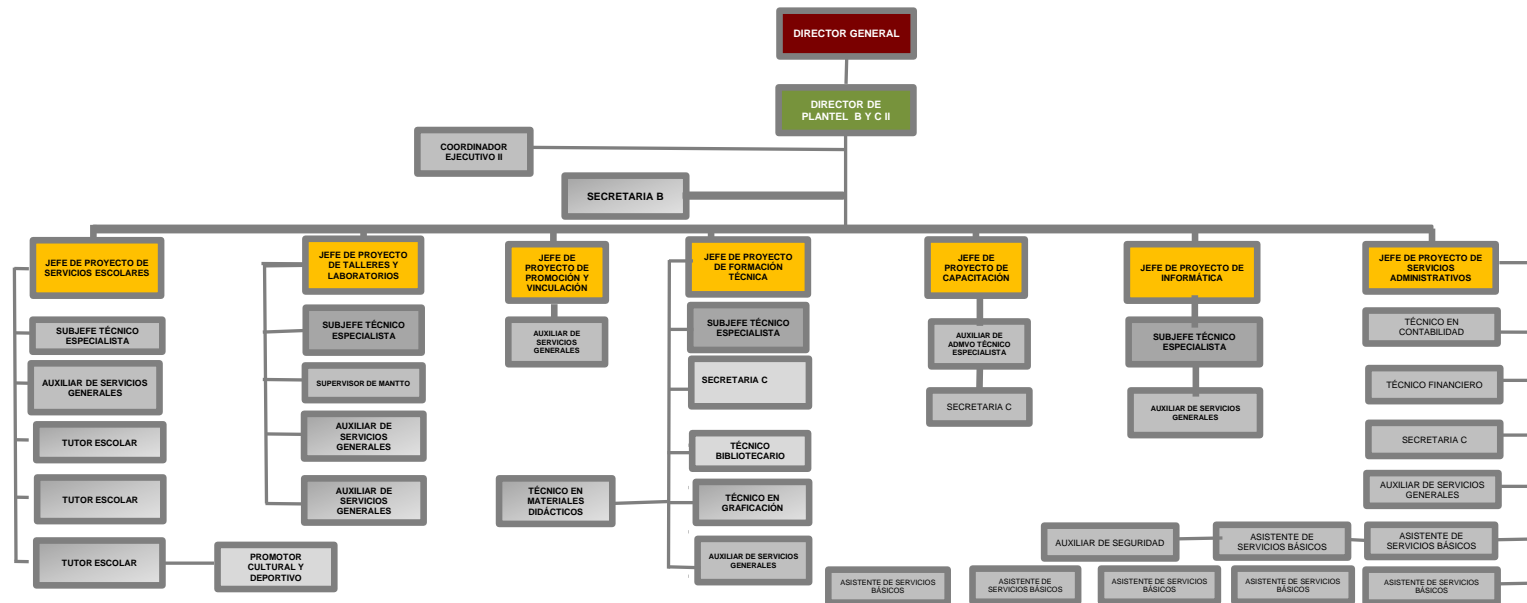 DIRECTOR GENERAL
DIRECTOR DE
PLANTEL B Y C II
COORDINADOR
EJECUTIVO II
SECRETARIA B
JEFE DE PROYECTO DE
SERVICIOS ESCOLARES
JEFE DE PROYECTO
DE TALLERES Y
LABORATORIOS
JEFE DE
PROYECTO DE
PROMOCIÓN Y
VINCULACIÓN
JEFE DE PROYECTO
DE FORMACIÓN
TÉCNICA
JEFE DE
PROYECTO DE
CAPACITACIÓN
JEFE DE PROYECTO DE
INFORMÁTICA
JEFE DE PROYECTO DE
SERVICIOS
ADMINISTRATIVOS
SUBJEFE TÉCNICO
ESPECIALISTA
SUBJEFE TÉCNICO
ESPECIALISTA
AUXILIAR DE
SERVICIOS
GENERALES
SUBJEFE TÉCNICO
ESPECIALISTA
AUXILIAR DE
ADMVO TÉCNICO
ESPECIALISTA
SUBJEFE TÉCNICO
ESPECIALISTA
TÉCNICO EN
CONTABILIDAD
AUXILIAR DE SERVICIOS
GENERALES
SUPERVISOR DE MANTTO
SECRETARIA C
SECRETARIA C
AUXILIAR DE SERVICIOS
GENERALES
TÉCNICO FINANCIERO
TUTOR ESCOLAR
AUXILIAR DE
SERVICIOS
GENERALES
TÉCNICO
BIBLIOTECARIO
SECRETARIA C
TUTOR ESCOLAR
AUXILIAR DE
SERVICIOS
GENERALES
TÉCNICO EN
MATERIALES
DIDÁCTICOS
TÉCNICO EN
GRAFICACIÓN
AUXILIAR DE SERVICIOS
GENERALES
TUTOR ESCOLAR
PROMOTOR
CULTURAL Y
DEPORTIVO
AUXILIAR DE SERVICIOS
GENERALES
AUXILIAR DE SEGURIDAD
ASISTENTE DE
SERVICIOS BÁSICOS
ASISTENTE DE
SERVICIOS BÁSICOS
ASISTENTE DE SERVICIOS
BÁSICOS
ASISTENTE DE
SERVICIOS BÁSICOS
ASISTENTE DE SERVICIOS
BÁSICOS
ASISTENTE DE SERVICIOS
BÁSICOS
ASISTENTE DE SERVICIOS
BÁSICOS